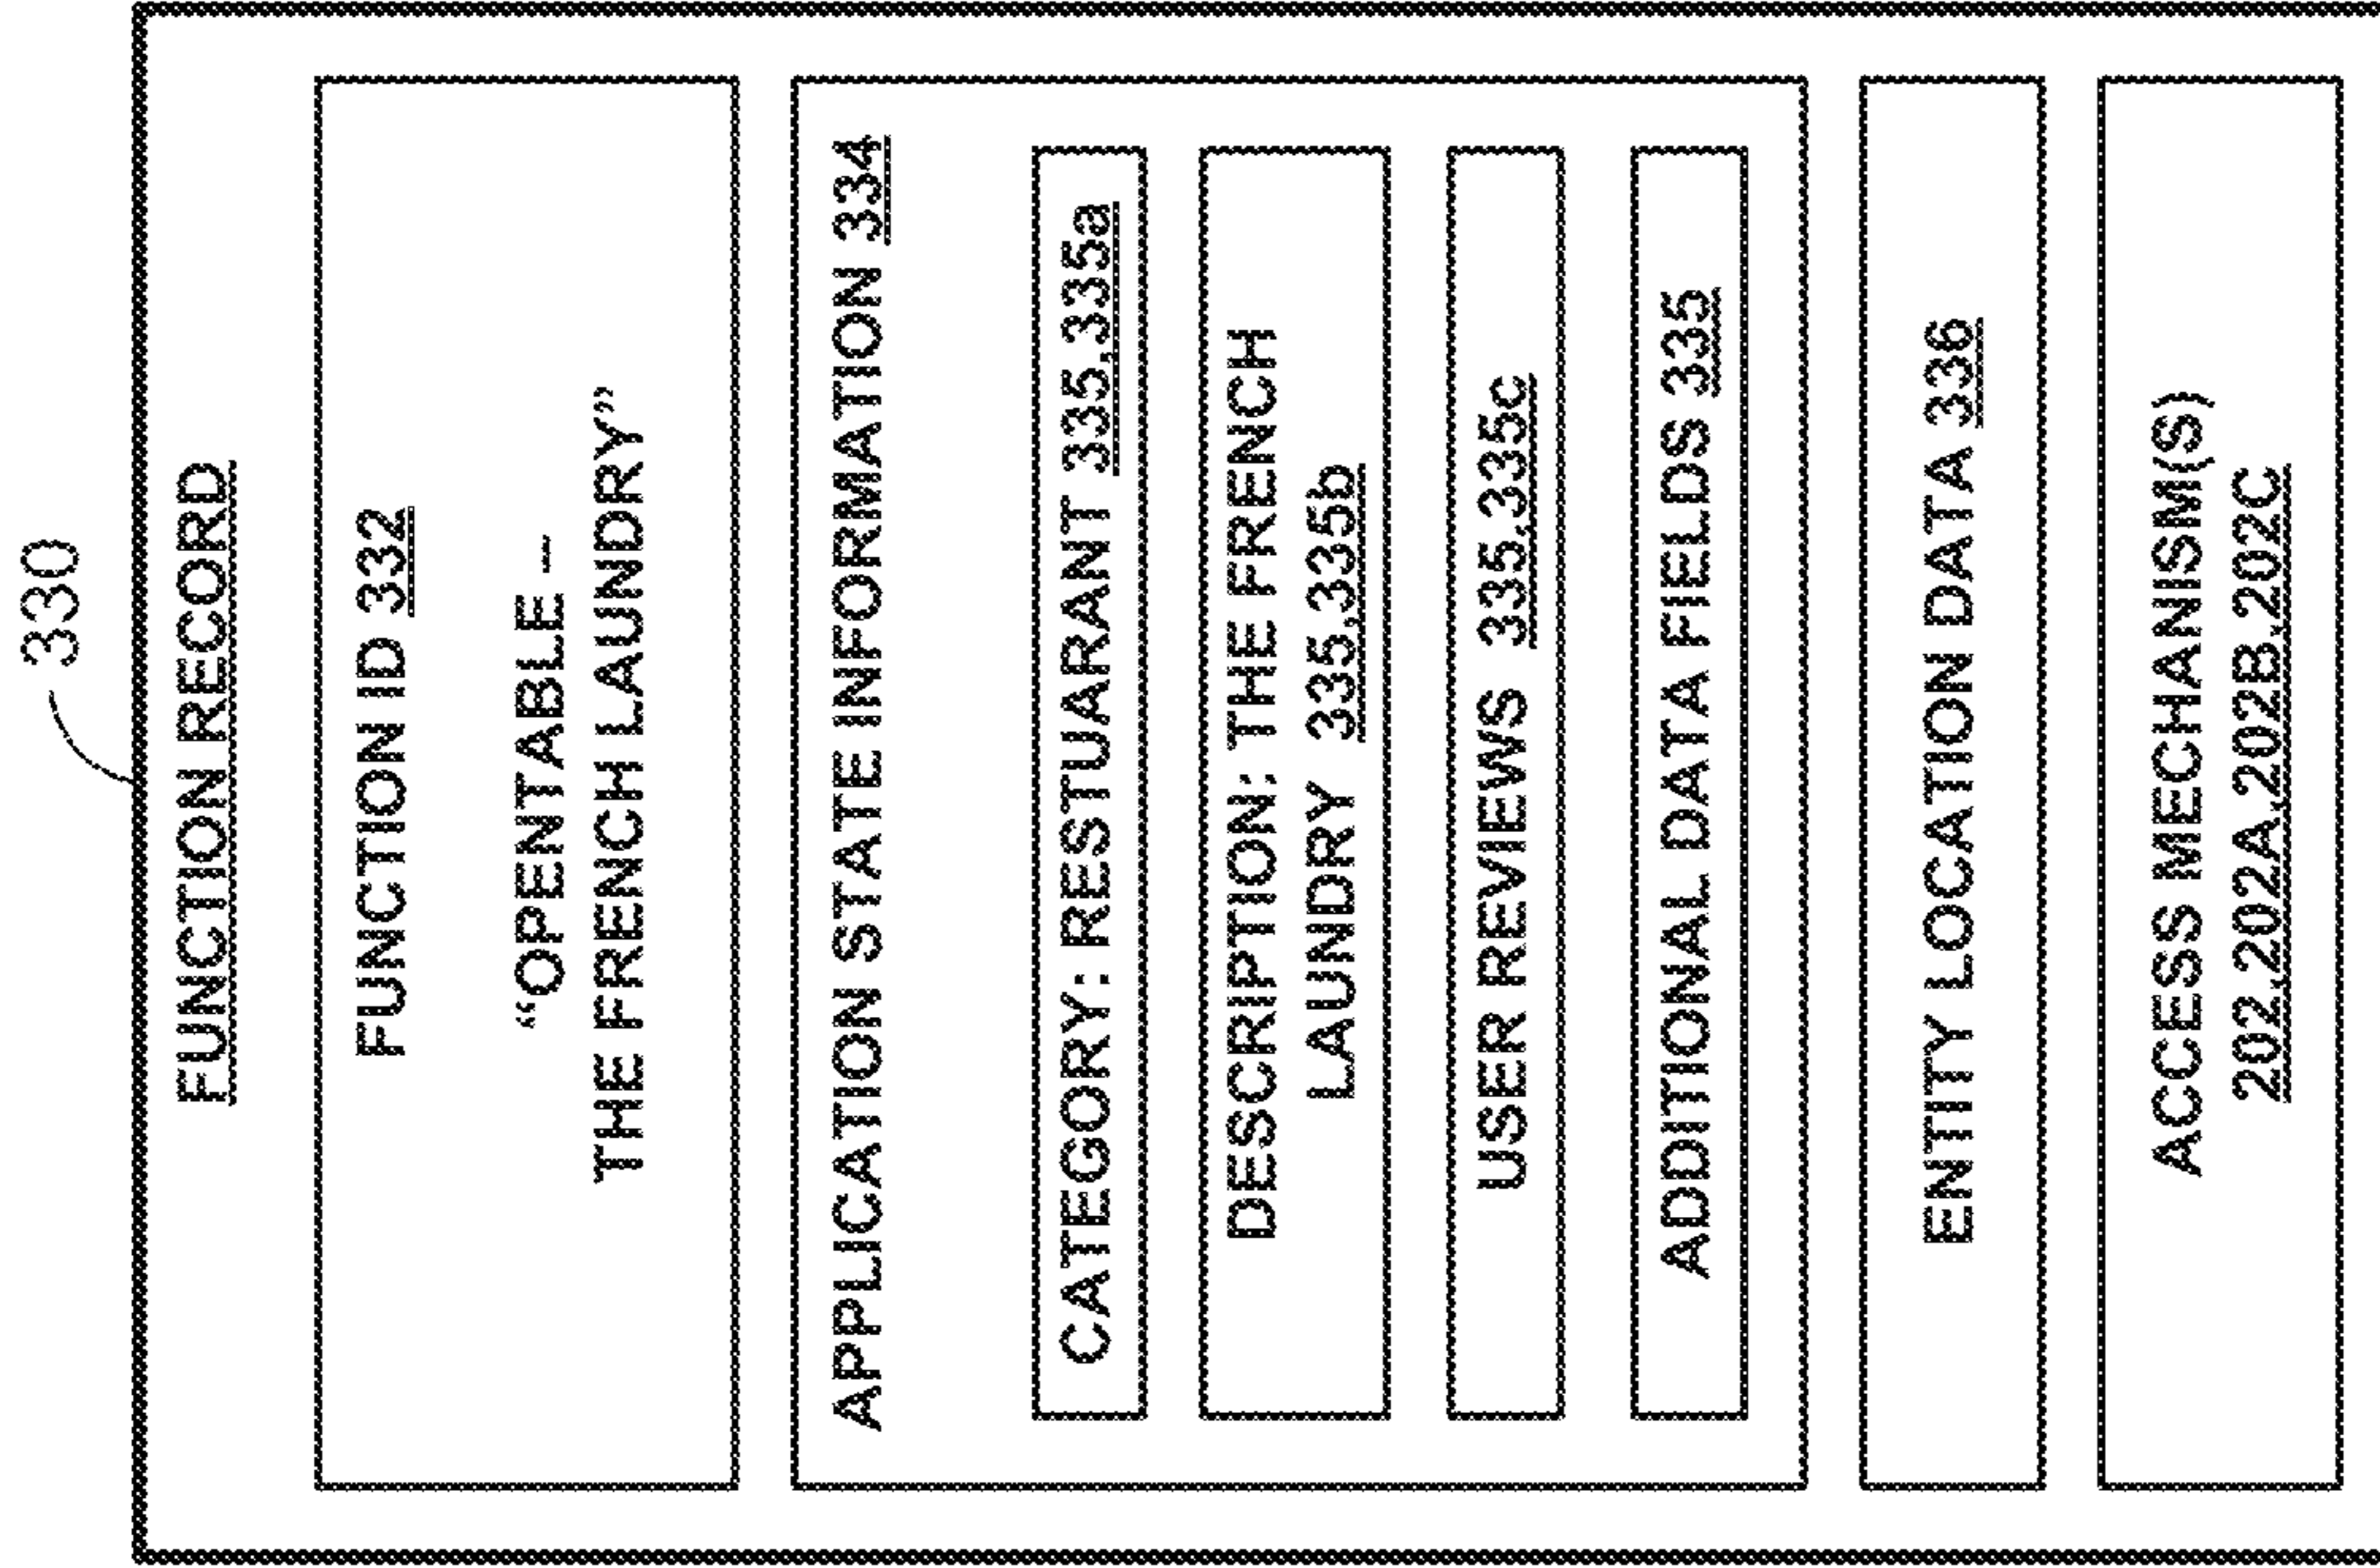 330
FUNCTION RECORD
FUNCTION ID 332
“OPENTABLE –
THE FRENCH LAUNDRY”
APPLICATION STATE INFORMATION 334
CATEGORY: RESTUARANT 335,335a
DESCRIPTION: THE FRENCH
LAUNDRY 335,335b
USER REVIEWS 335,335c
ADDITIONAL DATA FIELDS 335
ENTITY LOCATION DATA 336
ACCESS MECHANISM(S)
202,202A,202B,202C